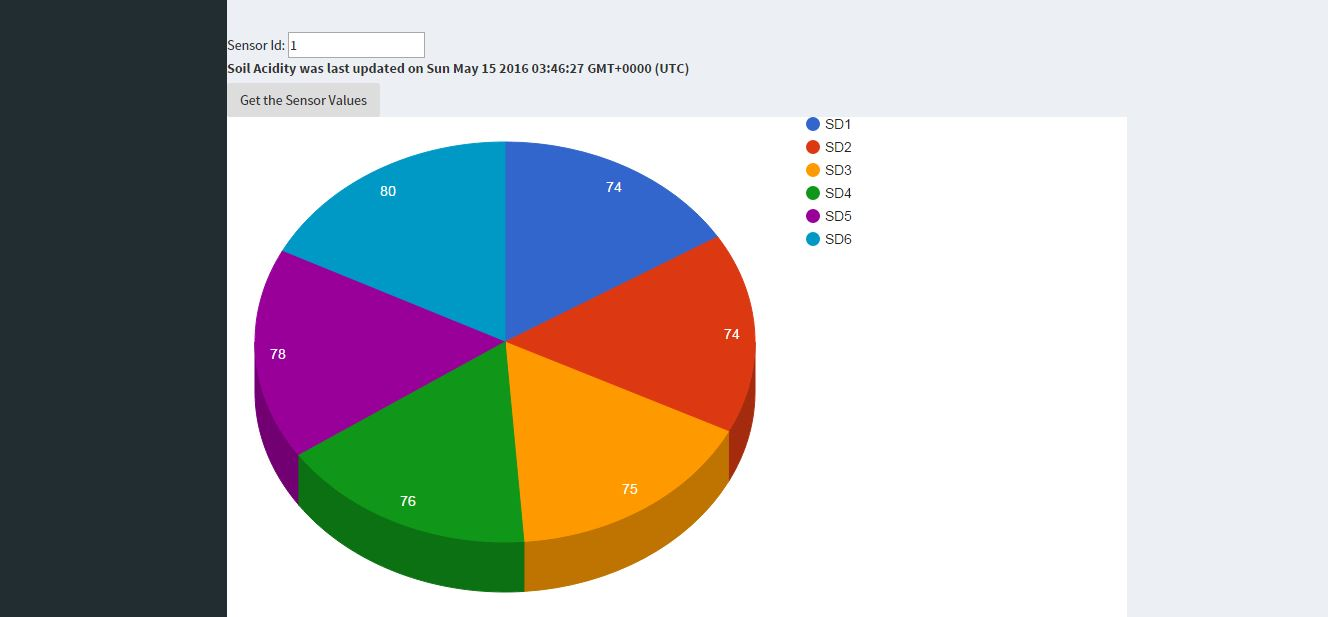 Sensor Id: 1
Soil Acidity was last updated on Sun May 15 2016 03:46:27 GMT+0000 (UTC)
Get the Sensor Values
SD1
SD2
SD3
SD4
SD5
SD6
80
74
74
78
75
76